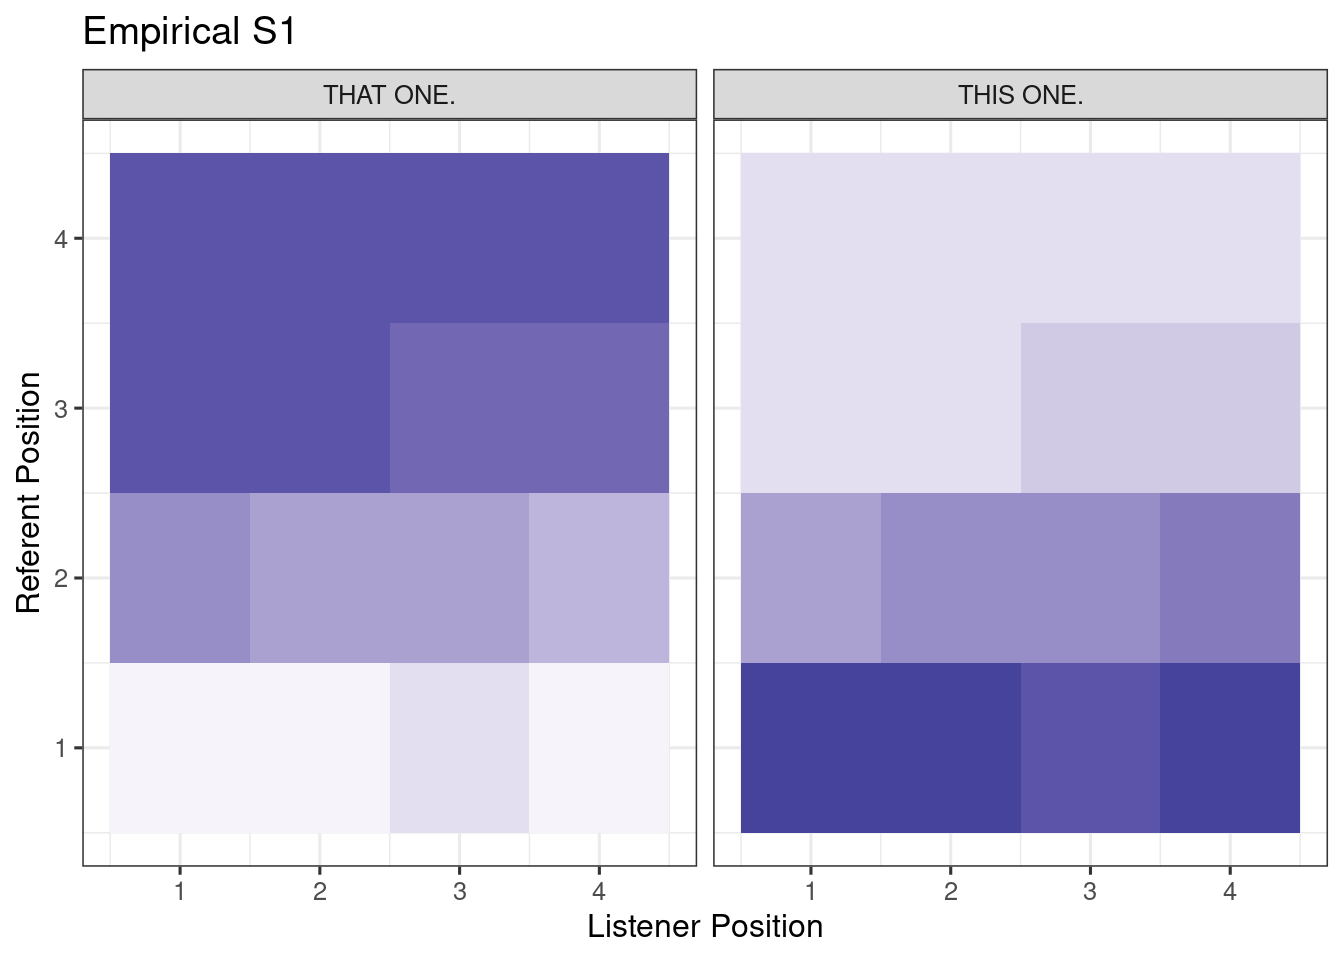 Empirical S1
THAT ONE.
THIS ONE.
Referent Position
4
3
2
1
1 2 3 4
1 2 3 4
Listener Position